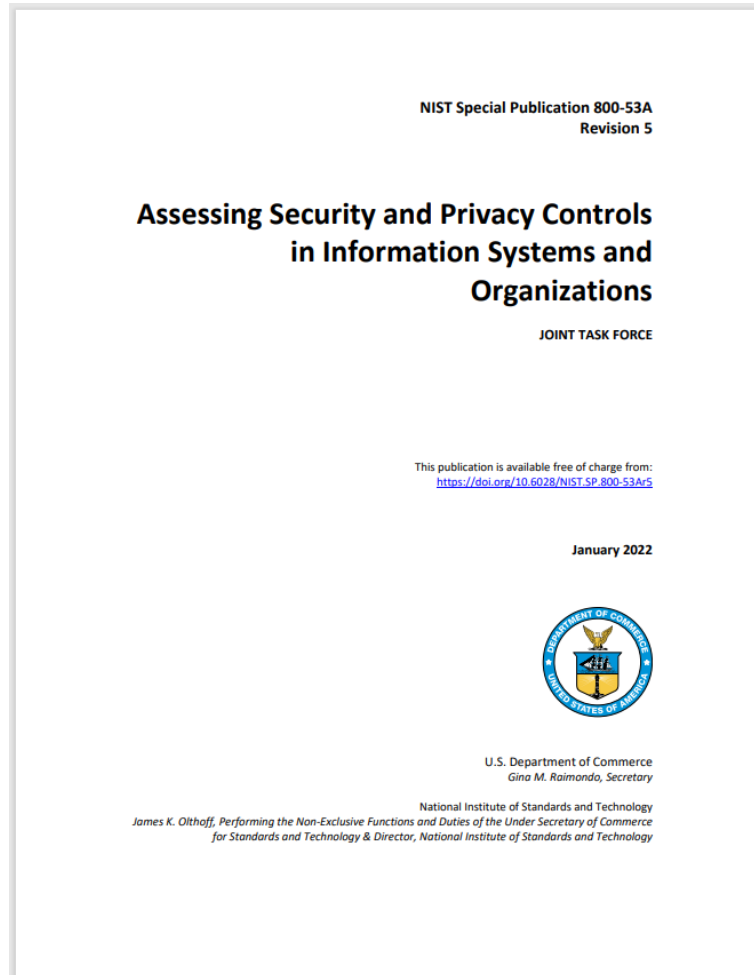 NIST Special Publication 800-53A
Revision 5
Assessing Security and Privacy Controls
in Information Systems and
Organizations
JOINT TASK FORCE
This publication is available free of charge from:
https://doi.org/10.6028/NIST.SP.800-53Ar5
January 2022
DEPARTMENT OF COMMERCE
UNITED STATES OF AMERICA
U.S. Department of Commerce
Gina M. Raimondo, Secretary
National Institute of Standards and Technology
James K. Olthoff, Performing the Non-Exclusive Functions and Duties of the Under Secretary of Commerce
for Standards and Technology & Director, National Institute of Standards and Technology